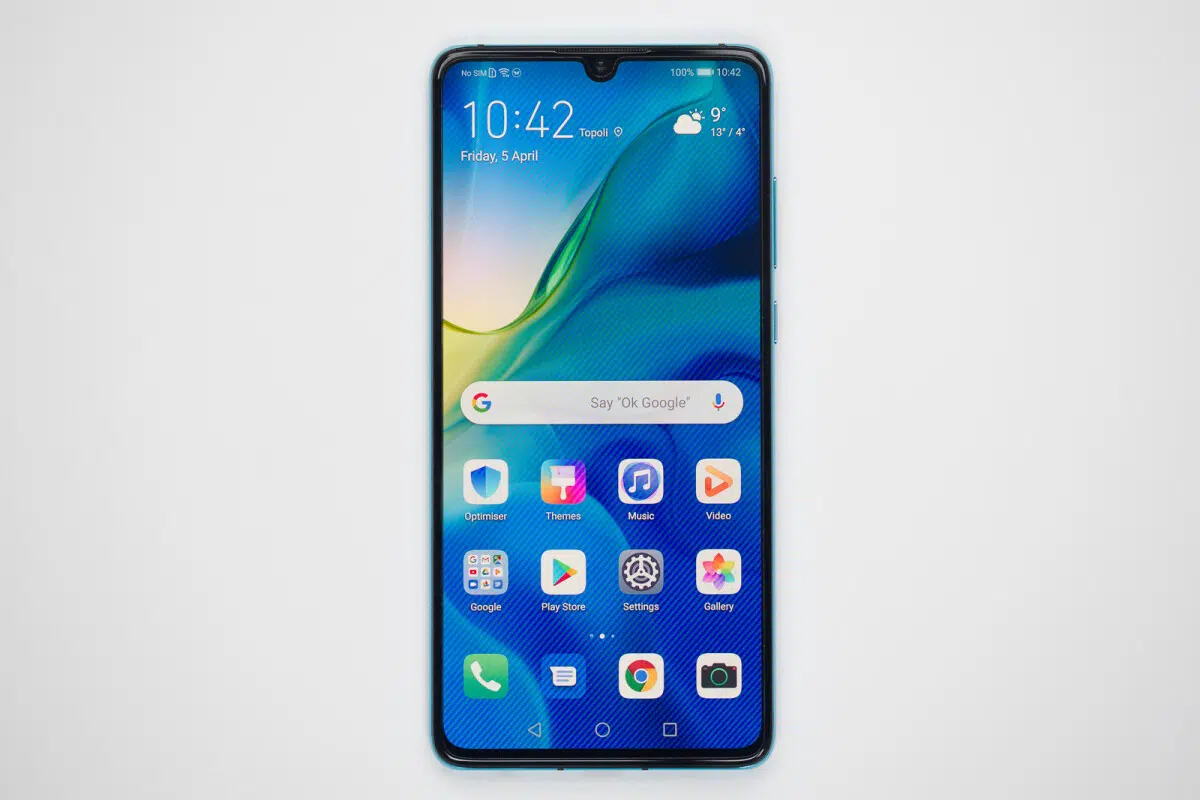 No SIM
100% 10:42
10:42 Topoli
9°
13° / 4°
Friday, 5 April
G Say "Ok Google"
Optimiser Themes Music Video
Google Play Store Settings Gallery